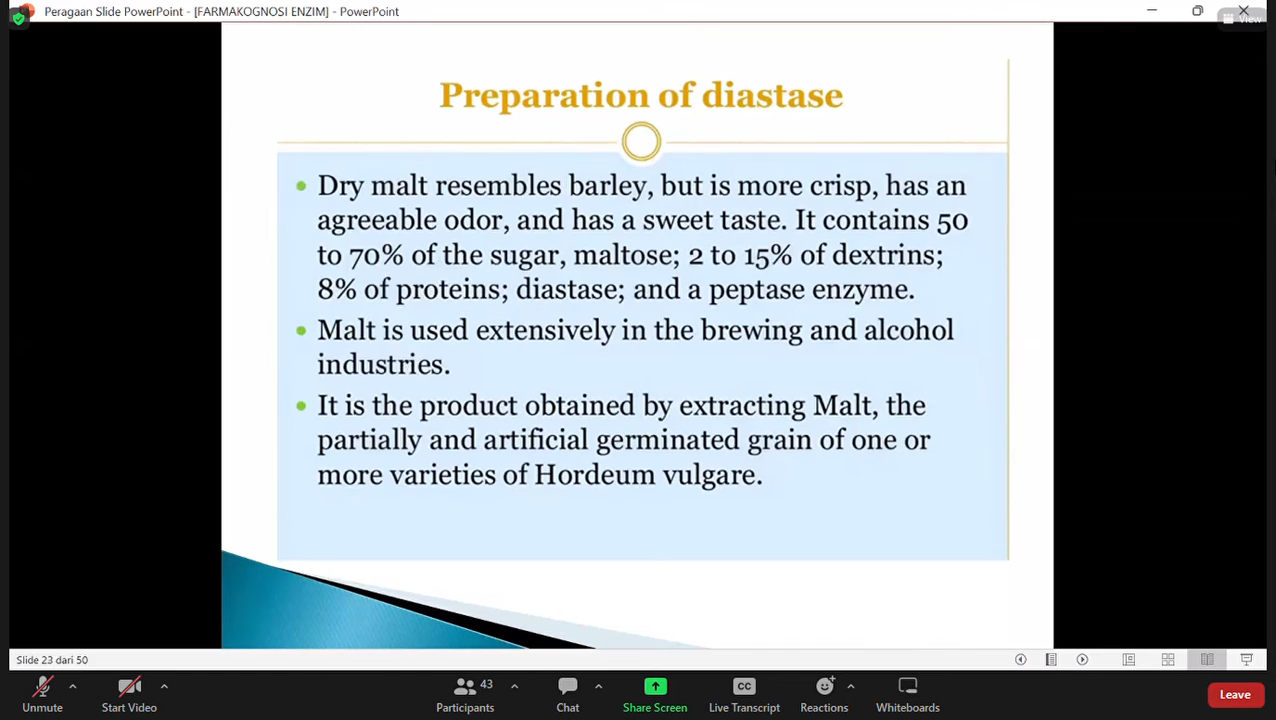 Peragaan Slide PowerPoint - [FARMAKOGNOSI ENZIM] - PowerPoint
View
Preparation of diastase
Dry malt resembles barley, but is more crisp, has an
agreeable odor, and has a sweet taste. It contains 50
to 70% of the sugar, maltose; 2 to 15% of dextrins;
8% of proteins; diastase; and a peptase enzyme.
Malt is used extensively in the brewing and alcohol
industries.
It is the product obtained by extracting Malt, the
partially and artificial germinated grain of one or
more varieties of Hordeum vulgare.
Slide 23 dari 50
43
CC
Unmute
Start Video
Participants
Chat
Share Screen
Live Transcript
Reactions
Whiteboards
Leave